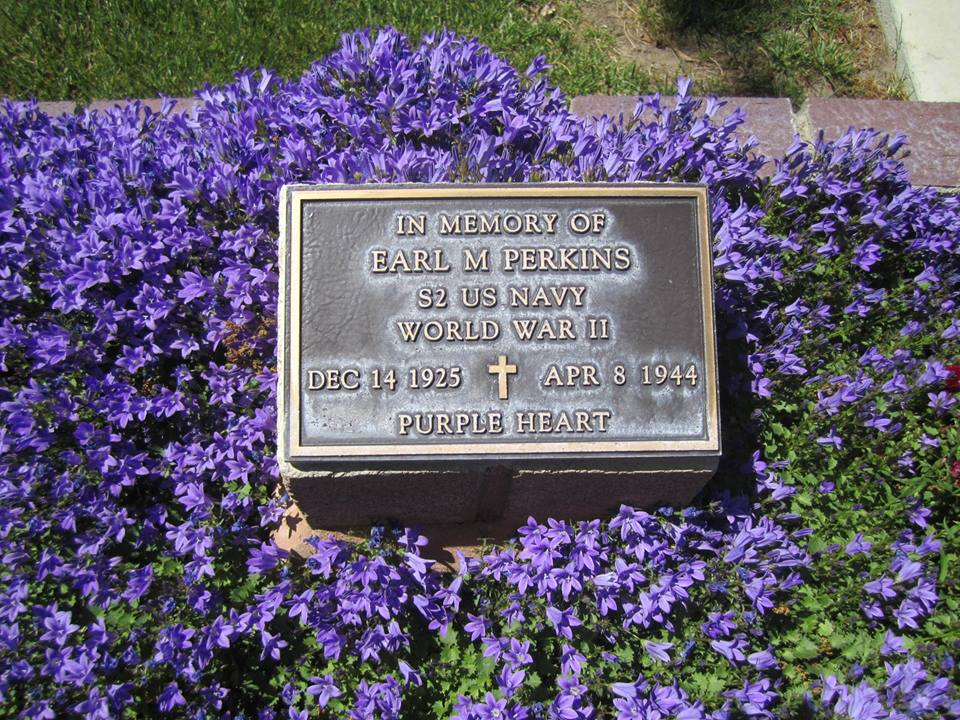 IN MEMORY OF
EARL M PERKINS
S2 US NAVY
WORLD WAR II
DEC 14 1925 APR 8 1944
PURPLE HEART